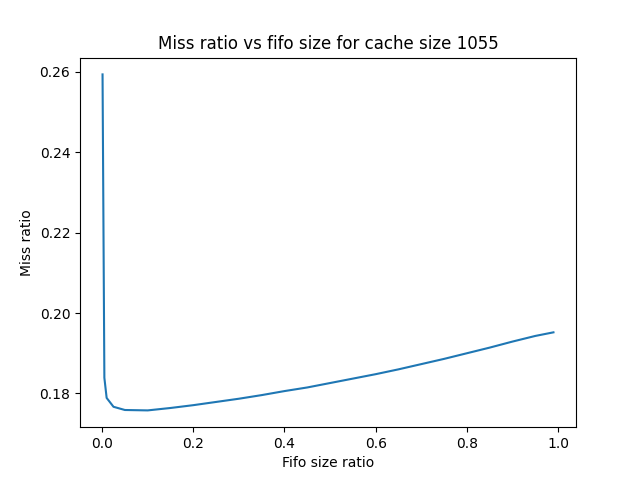 Miss ratio vs fifo size for cache size 1055
0.26
0.24
0.22
0.20
0.18
Miss ratio
0.0 0.2 0.4 0.6 0.8 1.0
Fifo size ratio